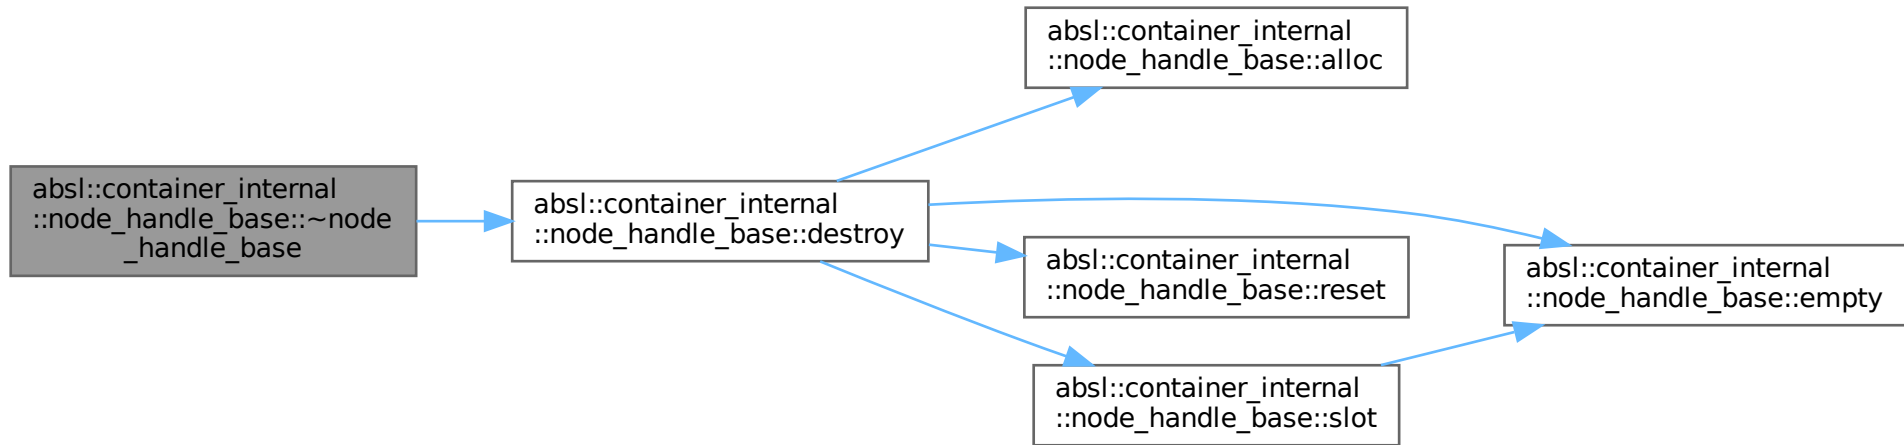 absl::container_internal
::node_handle_base::~node
_handle_base
absl::container_internal
::node_handle_base::destroy
absl::container_internal
::node_handle_base::alloc
absl::container_internal
::node_handle_base::reset
absl::container_internal
::node_handle_base::slot
absl::container_internal
::node_handle_base::empty